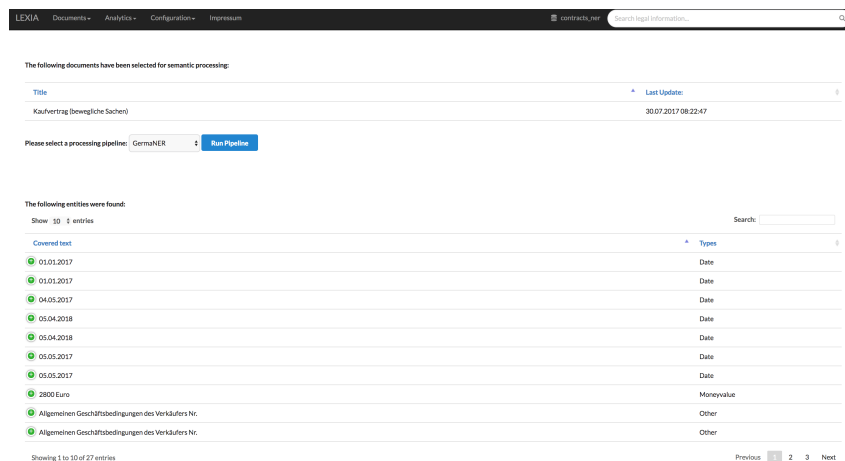 LEXIA Documents Analytics Configuration Impressum contracts_ner Search legal information...
The following documents have been selected for semantic processing:
Title Last Update:
Kaufvertrag (bewegliche Sachen) 30.07.2017 08:22:47
Please select a processing pipeline: GermaNER Run Pipeline
The following entities were found:
Show 10 entries Search:
Covered text Types
01.01.2017 Date
01.01.2017 Date
04.05.2017 Date
05.04.2018 Date
05.04.2018 Date
05.05.2017 Date
05.05.2017 Date
2800 Euro Moneyvalue
Allgemeinen Geschäftsbedingungen des Verkäufers Nr. Other
Allgemeinen Geschäftsbedingungen des Verkäufers Nr. Other
Showing 1 to 10 of 27 entries Previous 1 2 3 Next